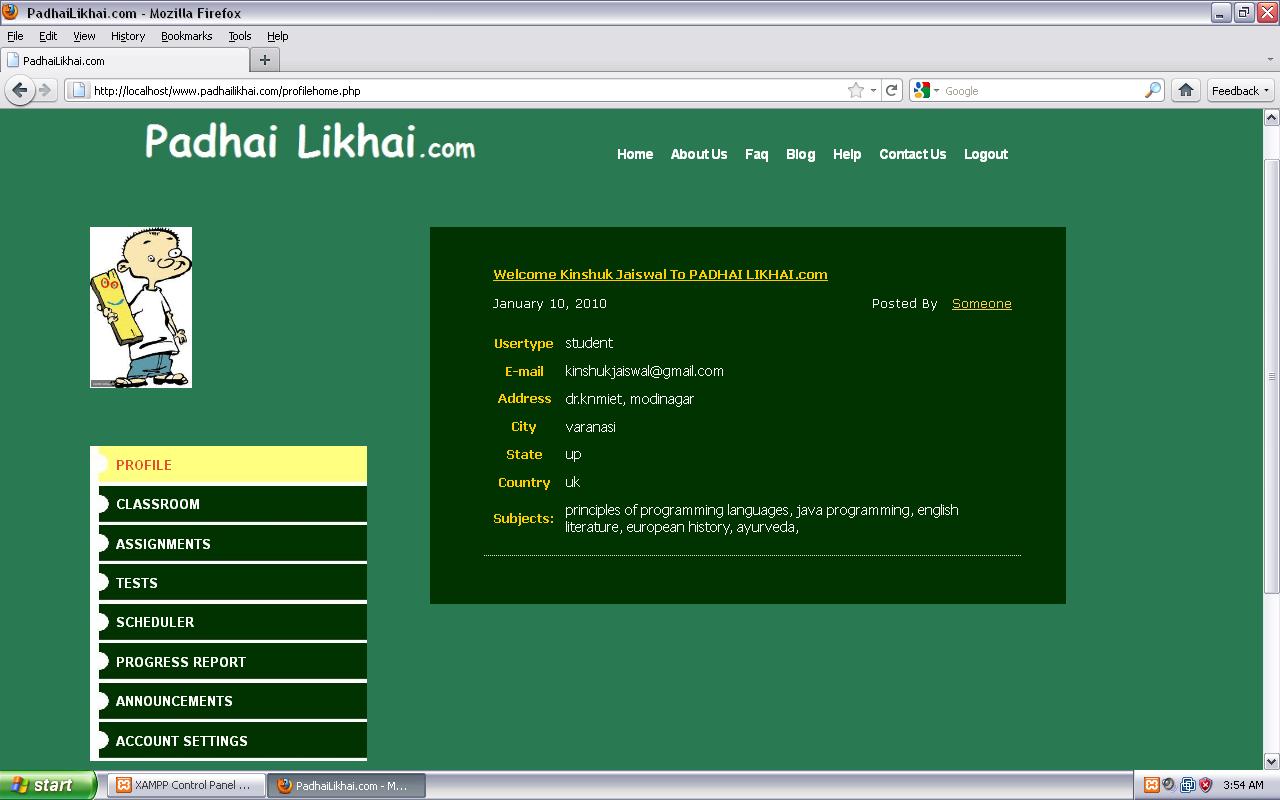 PadhaiLikhai.com - Mozilla Firefox
File Edit View History Bookmarks Tools Help
PadhaiLikhai.com
http://localhost/www.padhailikhai.com/profilehome.php
Google
Feedback
Padhai Likhai.com
Home About Us Faq Blog Help Contact Us Logout
Welcome Kinshuk Jaiswal To PADHAI LIKHAI.com
January 10, 2010 Posted By Someone
Usertype student
E-mail kinshukjaiswal@gmail.com
Address dr.knmiet, modinagar
City varanasi
State up
Country uk
Subjects: principles of programming languages, java programming, english
literature, european history, ayurveda,
PROFILE
CLASSROOM
ASSIGNMENTS
TESTS
SCHEDULER
PROGRESS REPORT
ANNOUNCEMENTS
ACCOUNT SETTINGS
start XAMPP Control Panel ... PadhaiLikhai.com - M... 3:54 AM